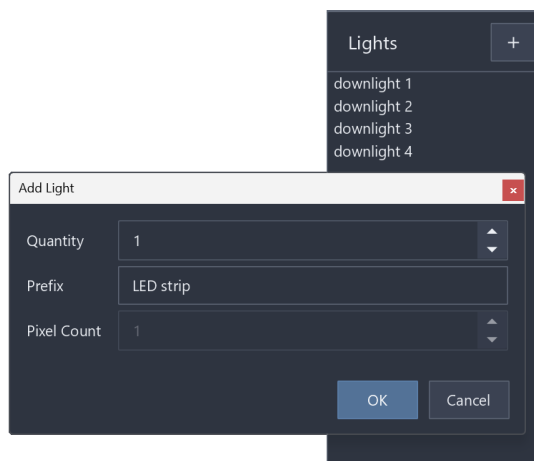 Lights
+
downlight 1
downlight 2
downlight 3
downlight 4
Add Light
Quantity
1
Prefix
LED strip
Pixel Count
1
OK
Cancel